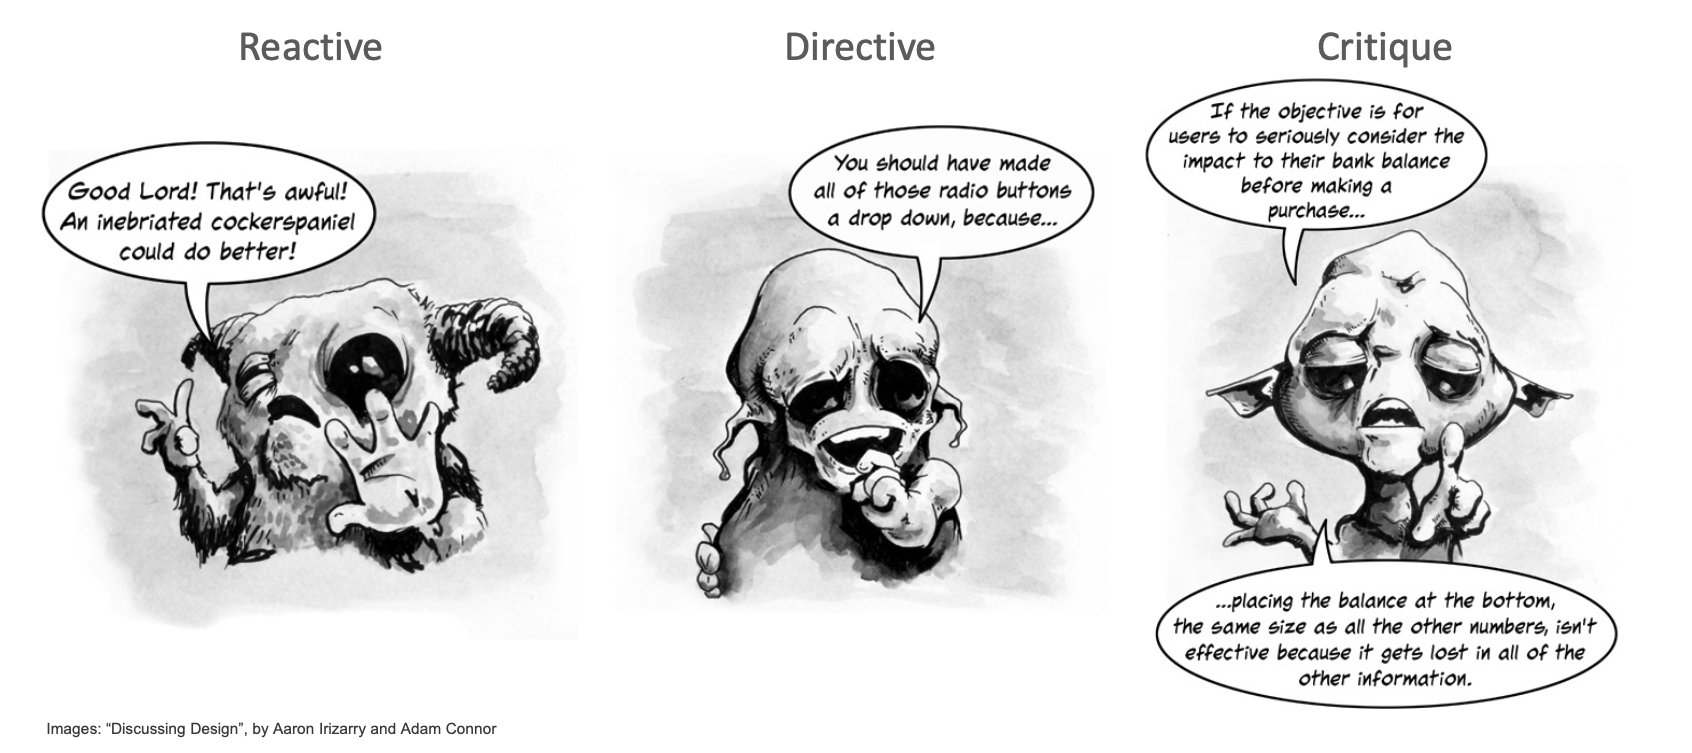 Reactive
Directive
Critique
Good Lord! That's awful!
An inebriated cockerspaniel
could do better!
You should have made
all of those radio buttons
a drop down, because...
If the objective is for
users to seriously consider the
impact to their bank balance
before making a
purchase...
...placing the balance at the bottom,
the same size as all the other numbers, isn't
effective because it gets lost in all of the
other information.
Images: “Discussing Design”, by Aaron Irizarry and Adam Connor